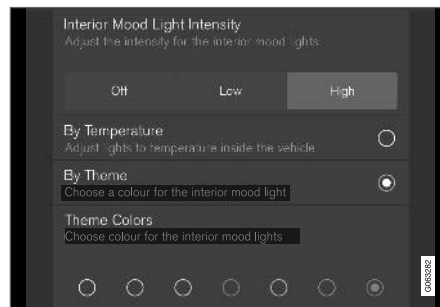 Interior Mood Light Intensity
Adjust the intensity for the interior mood lights
Off Low High
By Temperature
Adjust lights to temperature inside the vehicle
By Theme
Choose a colour for the interior mood light
Theme Colors
Choose colour for the interior mood lights
G063282